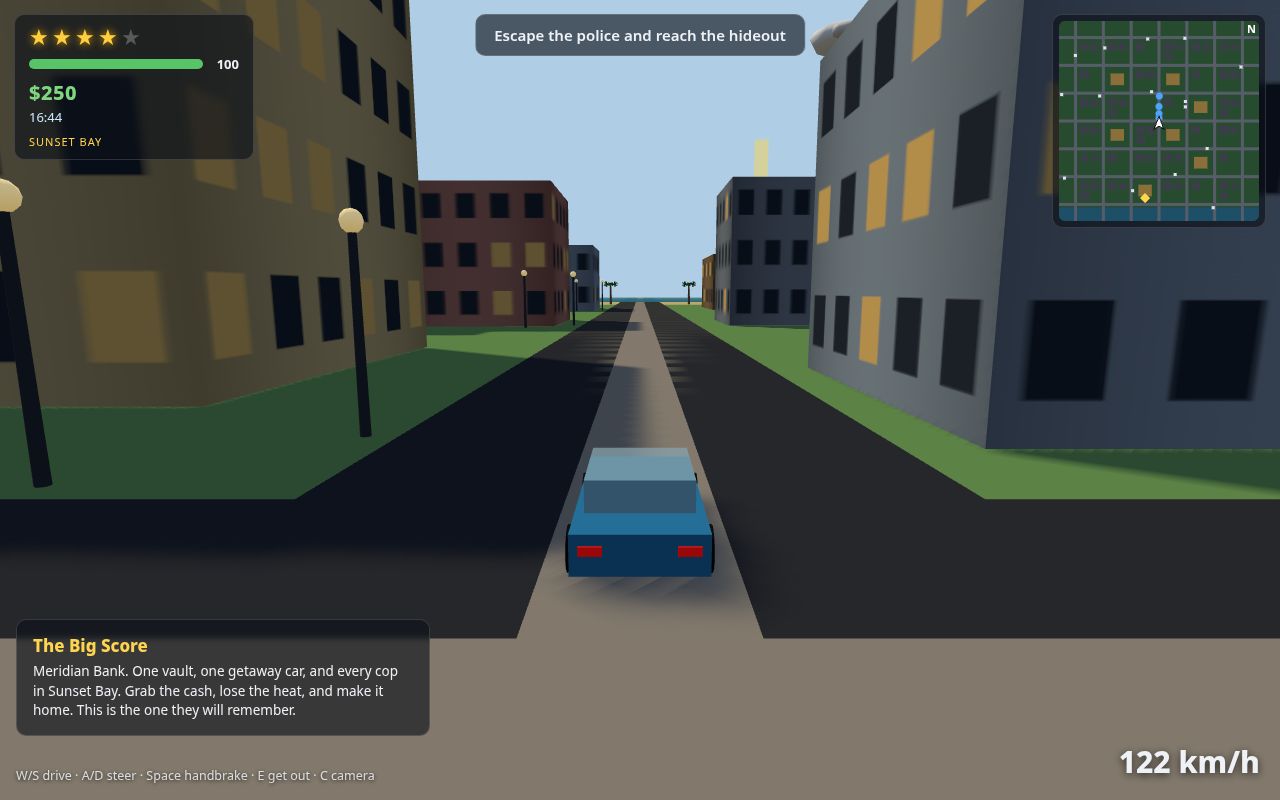 Escape the police and reach the hideout
N
100
$250
16:44
SUNSET BAY
The Big Score
Meridian Bank. One vault, one getaway car, and every cop
in Sunset Bay. Grab the cash, lose the heat, and make it
home. This is the one they will remember.
W/S drive · A/D steer · Space handbrake · E get out · C camera
122 km/h